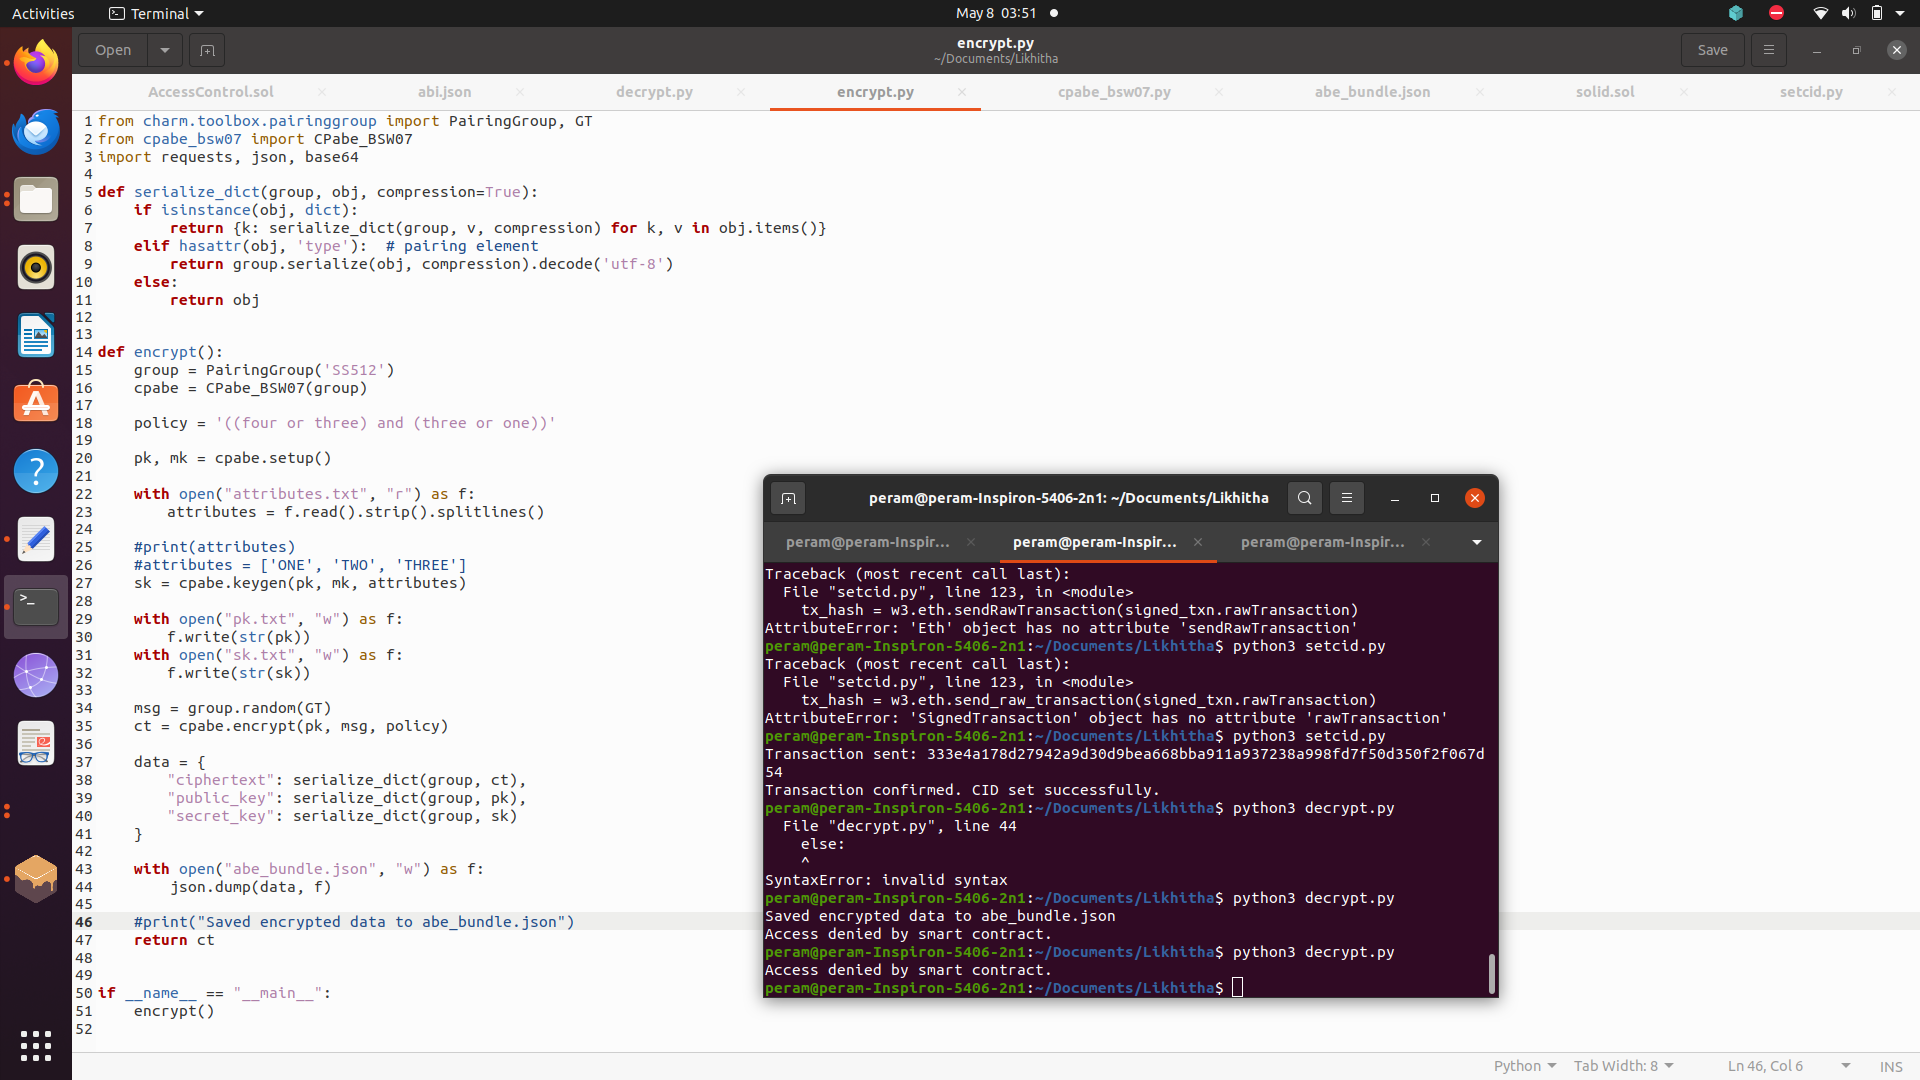 Activities
Terminal
May 8 03:51
Open
encrypt.py
~/Documents/Likhitha
Save
AccessControl.sol
abi.json
decrypt.py
encrypt.py
cpabe_bsw07.py
abe_bundle.json
solid.sol
setcid.py
1 from charm.toolbox.pairinggroup import PairingGroup, GT
2 from cpabe_bsw07 import CPabe_BSW07
3 import requests, json, base64
4
5 def serialize_dict(group, obj, compression=True):
6     if isinstance(obj, dict):
7         return {k: serialize_dict(group, v, compression) for k, v in obj.items()}
8     elif hasattr(obj, 'type'):  # pairing element
9         return group.serialize(obj, compression).decode('utf-8')
10     else:
11         return obj
12
13
14 def encrypt():
15     group = PairingGroup('SS512')
16     cpabe = CPabe_BSW07(group)
17
18     policy = '((four or three) and (three or one))'
19
20     pk, mk = cpabe.setup()
21
22     with open("attributes.txt", "r") as f:
23         attributes = f.read().strip().splitlines()
24
25     #print(attributes)
26     #attributes = ['ONE', 'TWO', 'THREE']
27     sk = cpabe.keygen(pk, mk, attributes)
28
29     with open("pk.txt", "w") as f:
30         f.write(str(pk))
31     with open("sk.txt", "w") as f:
32         f.write(str(sk))
33
34     msg = group.random(GT)
35     ct = cpabe.encrypt(pk, msg, policy)
36
37     data = {
38         "ciphertext": serialize_dict(group, ct),
39         "public_key": serialize_dict(group, pk),
40         "secret_key": serialize_dict(group, sk)
41     }
42
43     with open("abe_bundle.json", "w") as f:
44         json.dump(data, f)
45
46     #print("Saved encrypted data to abe_bundle.json")
47     return ct
48
49
50 if __name__ == "__main__":
51     encrypt()
52
peram@peram-Inspiron-5406-2n1: ~/Documents/Likhitha
peram@peram-Inspir...
peram@peram-Inspir...
peram@peram-Inspir...
Traceback (most recent call last):
  File "setcid.py", line 123, in <module>
    tx_hash = w3.eth.sendRawTransaction(signed_txn.rawTransaction)
AttributeError: 'Eth' object has no attribute 'sendRawTransaction'
peram@peram-Inspiron-5406-2n1:~/Documents/Likhitha$ python3 setcid.py
Traceback (most recent call last):
  File "setcid.py", line 123, in <module>
    tx_hash = w3.eth.send_raw_transaction(signed_txn.rawTransaction)
AttributeError: 'SignedTransaction' object has no attribute 'rawTransaction'
peram@peram-Inspiron-5406-2n1:~/Documents/Likhitha$ python3 setcid.py
Transaction sent: 333e4a178d27942a9d30d9bea668bba911a937238a998fd7f50d350f2f067d
54
Transaction confirmed. CID set successfully.
peram@peram-Inspiron-5406-2n1:~/Documents/Likhitha$ python3 decrypt.py
  File "decrypt.py", line 44
    else:
    ^
SyntaxError: invalid syntax
peram@peram-Inspiron-5406-2n1:~/Documents/Likhitha$ python3 decrypt.py
Saved encrypted data to abe_bundle.json
Access denied by smart contract.
peram@peram-Inspiron-5406-2n1:~/Documents/Likhitha$ python3 decrypt.py
Access denied by smart contract.
peram@peram-Inspiron-5406-2n1:~/Documents/Likhitha$
Python
Tab Width: 8
Ln 46, Col 6
INS